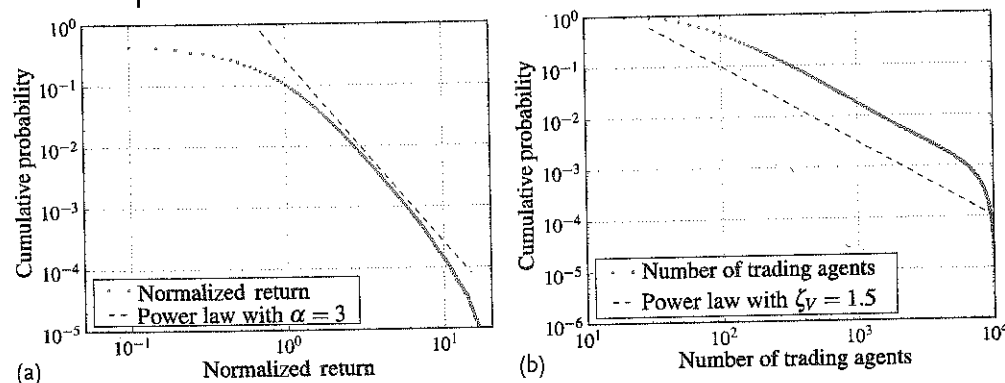 10^0
10^-1
10^-2
10^-3
10^-4
10^-5
Cumulative probability
Normalized return
Power law with α = 3
10^-1
10^0
10^1
Normalized return
(a)
10^0
10^-1
10^-2
10^-3
10^-4
10^-5
10^-6
Cumulative probability
Number of trading agents
Power law with ζ_V = 1.5
10^1
10^2
10^3
10^4
Number of trading agents
(b)